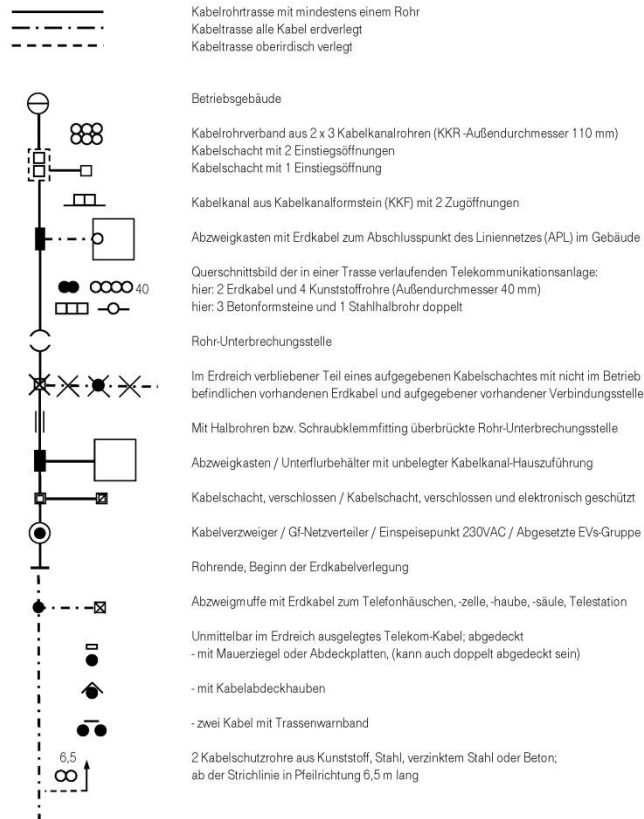 Kabelrohrtrasse mit mindestens einem Rohr
Kabeltrasse alle Kabel erdverlegt
Kabeltrasse oberirdisch verlegt
Betriebsgebäude
Kabelrohrverband aus 2 x 3 Kabelkanalrohren (KKR -Außendurchmesser 110 mm)
Kabelschacht mit 2 Einstiegsöffnungen
Kabelschacht mit 1 Einstiegsöffnung
Kabelkanal aus Kabelkanalformstein (KKF) mit 2 Zugöffnungen
Abzweigkasten mit Erdkabel zum Abschlusspunkt des Liniennetzes (APL) im Gebäude
Querschnittsbild der in einer Trasse verlaufenden Telekommunikationsanlage:
40 hier: 2 Erdkabel und 4 Kunststoffrohre (Außendurchmesser 40 mm)
hier: 3 Betonformsteine und 1 Stahlhalbrohr doppelt
Rohr-Unterbrechungsstelle
Im Erdreich verbliebener Teil eines aufgegebenen Kabelschachtes mit nicht im Betrieb
befindlichen vorhandenen Erdkabel und aufgegebener vorhandener Verbindungsstelle
Mit Halbrohren bzw. Schraubklemmfitting überbrückte Rohr-Unterbrechungsstelle
Abzweigkasten / Unterflurbehälter mit unbelegter Kabelkanal-Hauszuführung
Kabelschacht, verschlossen / Kabelschacht, verschlossen und elektronisch geschützt
Kabelverzweiger / Gf-Netzverteiler / Einspeisepunkt 230VAC / Abgesetzte EVs-Gruppe
Rohrende, Beginn der Erdkabelverlegung
Abzweigmuffe mit Erdkabel zum Telefonhäuschen, -zelle, -haube, -säule, Telestation
Unmittelbar im Erdreich ausgelegtes Telekom-Kabel; abgedeckt
- mit Mauerziegel oder Abdeckplatten, (kann auch doppelt abgedeckt sein)
- mit Kabelabdeckhauben
- zwei Kabel mit Trassenwarnband
6,5 2 Kabelschutzrohre aus Kunststoff, Stahl, verzinktem Stahl oder Beton;
ab der Strichlinie in Pfeilrichtung 6,5 m lang